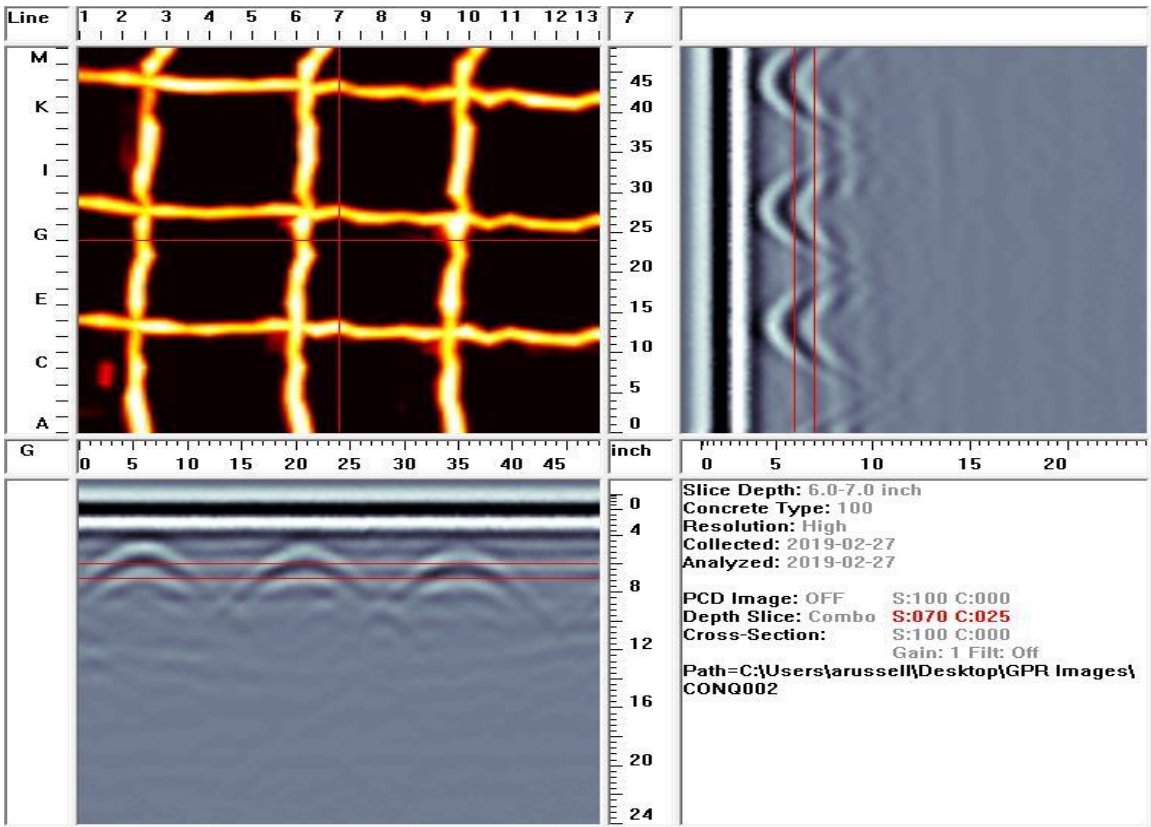 Line 1 2 3 4 5 6 7 8 9 10 11 12 13 7
M
K
I
G
E
C
A
45
40
35
30
25
20
15
10
5
0
G 0 5 10 15 20 25 30 35 40 45 inch 0 5 10 15 20
0
4
8
12
16
20
24
Slice Depth: 6.0-7.0 inch
Concrete Type: 100
Resolution: High
Collected: 2019-02-27
Analyzed: 2019-02-27
PCD Image: OFF S:100 C:000
Depth Slice: Combo S:070 C:025
Cross-Section: S:100 C:000
Gain: 1 Filt: Off
Path=C:\Users\arussell\Desktop\GPR Images\
CONQ002